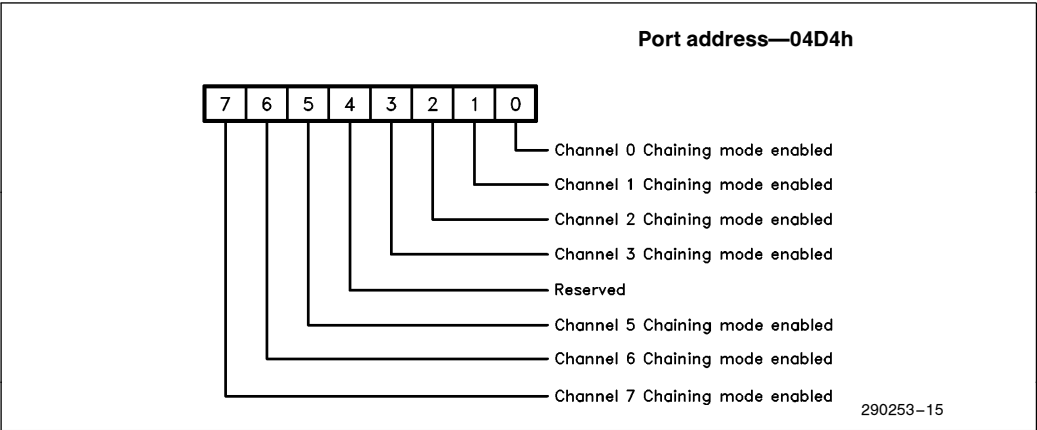 Port address—04D4h
7 6 5 4 3 2 1 0
Channel 0 Chaining mode enabled
Channel 1 Chaining mode enabled
Channel 2 Chaining mode enabled
Channel 3 Chaining mode enabled
Reserved
Channel 5 Chaining mode enabled
Channel 6 Chaining mode enabled
Channel 7 Chaining mode enabled
290253–15